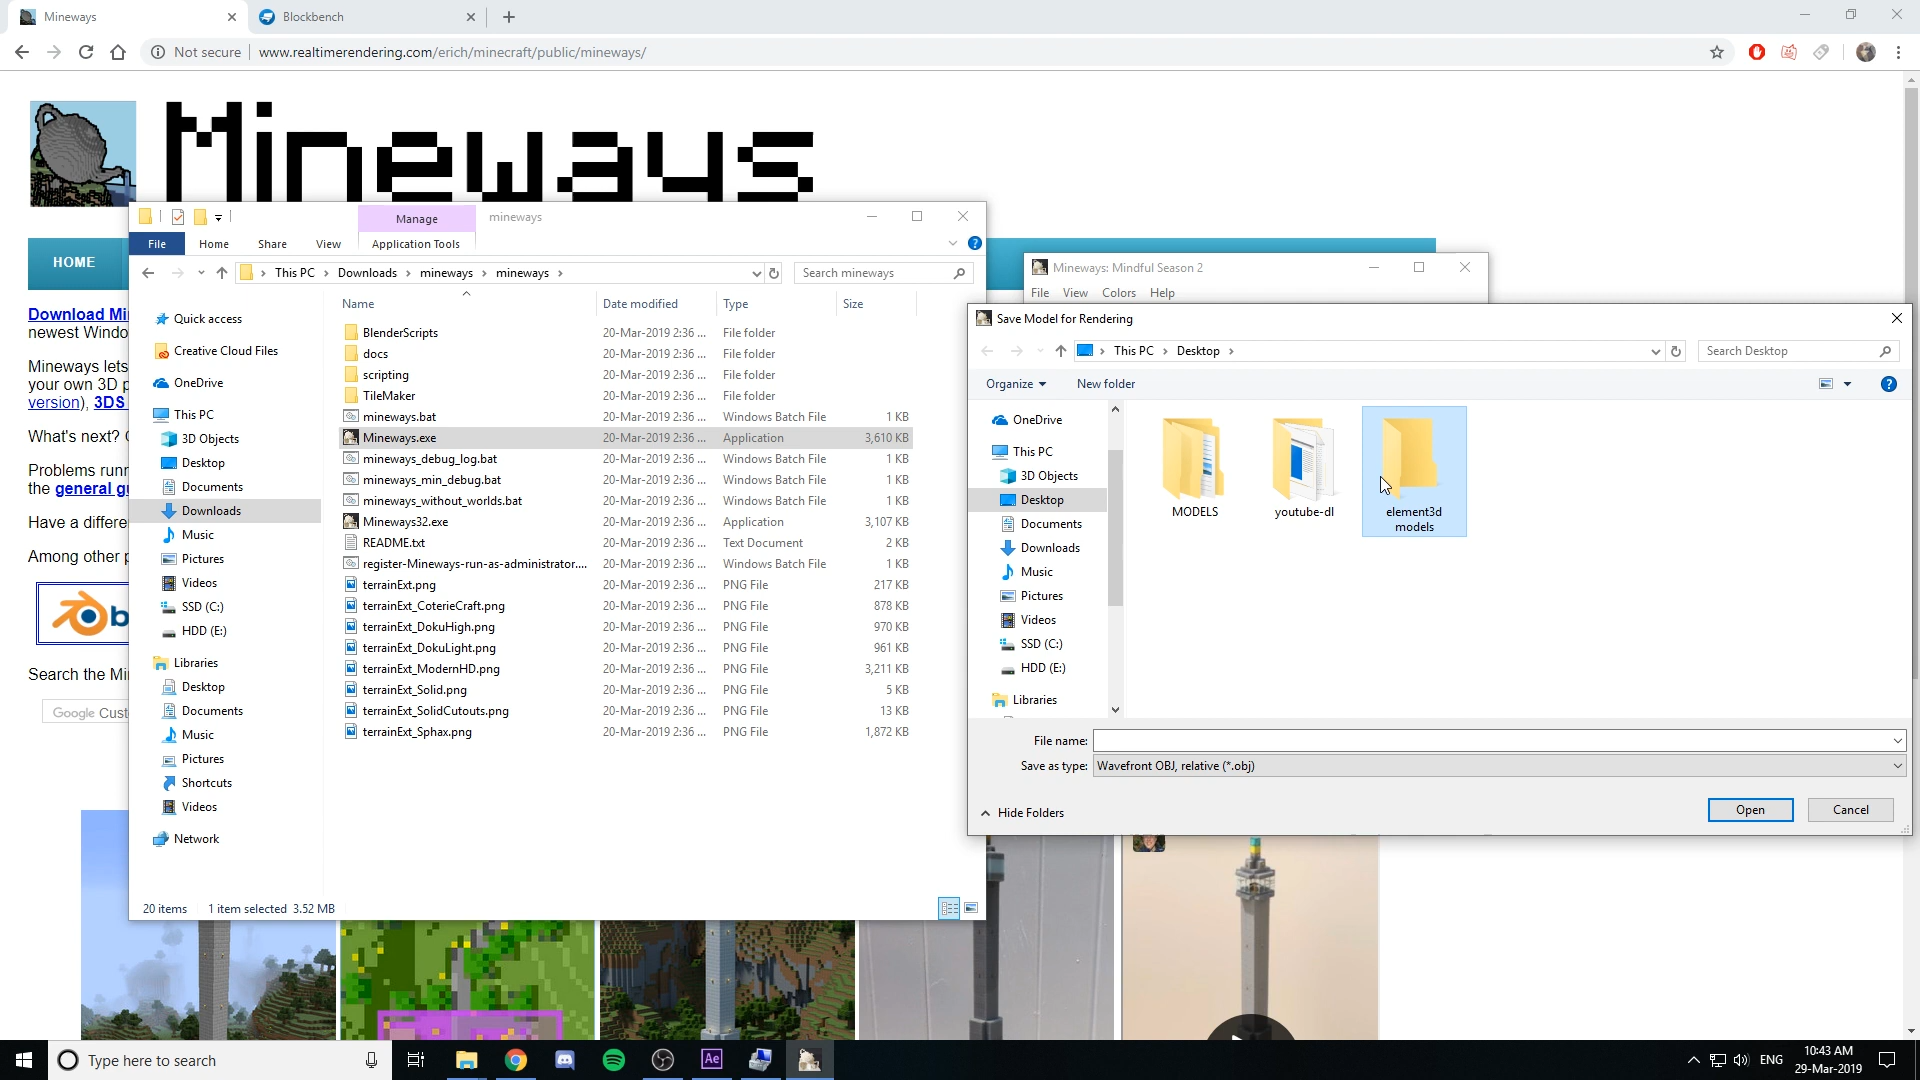 Mineways
Blockbench
Not secure
www.realtimerendering.com/erich/minecraft/public/mineways/
Mineways
HOME
Download Mi
newest Windo
Mineways lets
your own 3D p
version), 3DS
What's next?
Problems runn
the general gu
Have a differe
Among other p
b
Search the Mi
Google Cust
Manage
mineways
File
Home
Share
View
Application Tools
This PC
Downloads
mineways
mineways
Search mineways
Name
Date modified
Type
Size
Quick access
Creative Cloud Files
OneDrive
This PC
3D Objects
Desktop
Documents
Downloads
Music
Pictures
Videos
SSD (C:)
HDD (E:)
Libraries
Desktop
Documents
Music
Pictures
Shortcuts
Videos
Network
BlenderScripts 20-Mar-2019 2:36 ... File folder
docs 20-Mar-2019 2:36 ... File folder
scripting 20-Mar-2019 2:36 ... File folder
TileMaker 20-Mar-2019 2:36 ... File folder
mineways.bat 20-Mar-2019 2:36 ... Windows Batch File 1 KB
Mineways.exe 20-Mar-2019 2:36 ... Application 3,610 KB
mineways_debug_log.bat 20-Mar-2019 2:36 ... Windows Batch File 1 KB
mineways_min_debug.bat 20-Mar-2019 2:36 ... Windows Batch File 1 KB
mineways_without_worlds.bat 20-Mar-2019 2:36 ... Windows Batch File 1 KB
Mineways32.exe 20-Mar-2019 2:36 ... Application 3,107 KB
README.txt 20-Mar-2019 2:36 ... Text Document 2 KB
register-Mineways-run-as-administrator.... 20-Mar-2019 2:36 ... Windows Batch File 1 KB
terrainExt.png 20-Mar-2019 2:36 ... PNG File 217 KB
terrainExt_CoterieCraft.png 20-Mar-2019 2:36 ... PNG File 878 KB
terrainExt_DokuHigh.png 20-Mar-2019 2:36 ... PNG File 970 KB
terrainExt_DokuLight.png 20-Mar-2019 2:36 ... PNG File 961 KB
terrainExt_ModernHD.png 20-Mar-2019 2:36 ... PNG File 3,211 KB
terrainExt_Solid.png 20-Mar-2019 2:36 ... PNG File 5 KB
terrainExt_SolidCutouts.png 20-Mar-2019 2:36 ... PNG File 13 KB
terrainExt_Sphax.png 20-Mar-2019 2:36 ... PNG File 1,872 KB
20 items
1 item selected 3.52 MB
Mineways: Mindful Season 2
File
View
Colors
Help
Save Model for Rendering
This PC
Desktop
Search Desktop
Organize
New folder
OneDrive
This PC
3D Objects
Desktop
Documents
Downloads
Music
Pictures
Videos
SSD (C:)
HDD (E:)
Libraries
MODELS
youtube-dl
element3d
models
File name:
Save as type: Wavefront OBJ, relative (*.obj)
Hide Folders
Open
Cancel
Type here to search
Ae
ENG
10:43 AM
29-Mar-2019